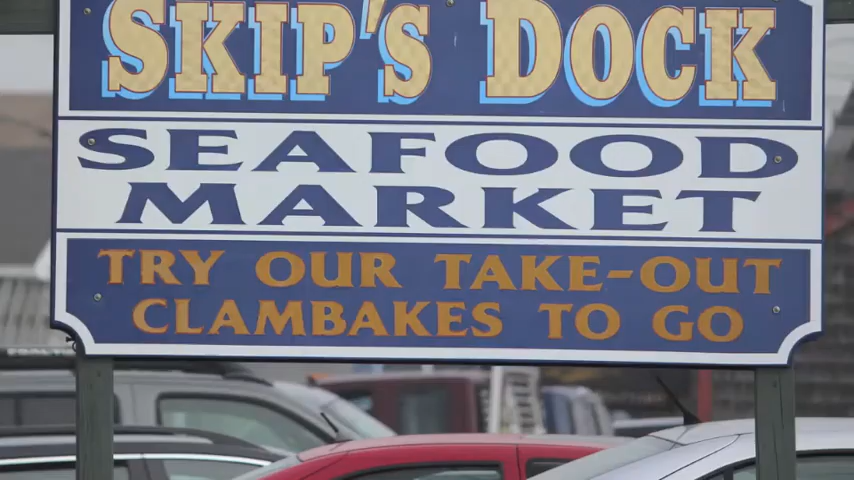 SKIP'S DOCK
SEAFOOD
MARKET
TRY OUR TAKE-OUT
CLAMBAKES TO GO